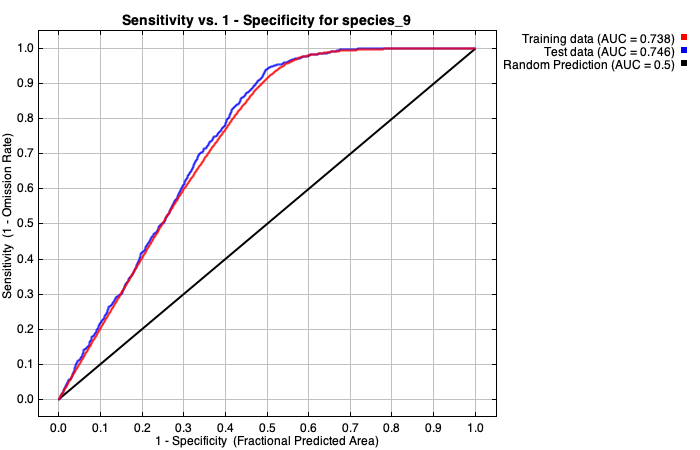 Sensitivity vs. 1 - Specificity for species_9
Training data (AUC = 0.738)
Test data (AUC = 0.746)
Random Prediction (AUC = 0.5)
Sensitivity (1 - Omission Rate)
1.0
0.9
0.8
0.7
0.6
0.5
0.4
0.3
0.2
0.1
0.0
0.0 0.1 0.2 0.3 0.4 0.5 0.6 0.7 0.8 0.9 1.0
1 - Specificity (Fractional Predicted Area)